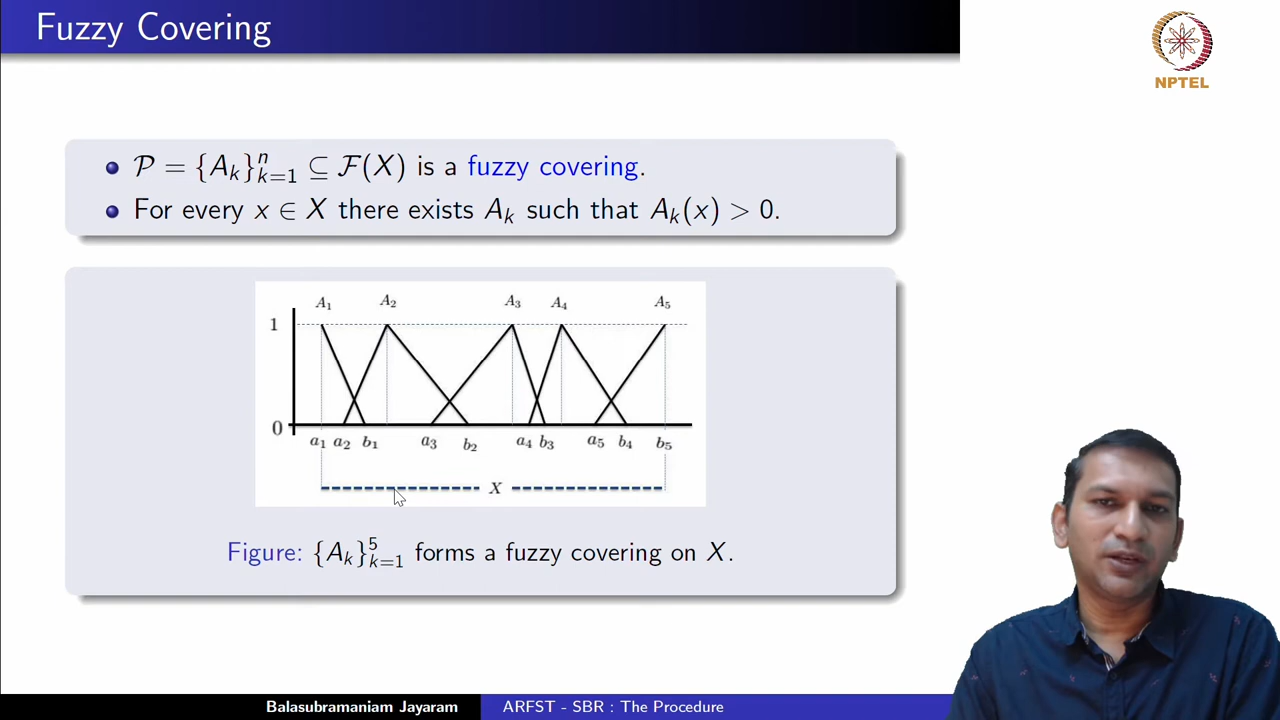 Fuzzy Covering
NPTEL
𝒫 = {A_k}_{k=1}^n ⊆ ℱ(X) is a fuzzy covering.
For every x ∈ X there exists A_k such that A_k(x) > 0.
A₁ A₂ A₃ A₄ A₅
1
0
a₁ a₂ b₁ a₃ b₂ a₄ b₃ a₅ b₄ b₅
X
Figure: {A_k}_{k=1}^5 forms a fuzzy covering on X.
Balasubramaniam Jayaram ARFST - SBR : The Procedure